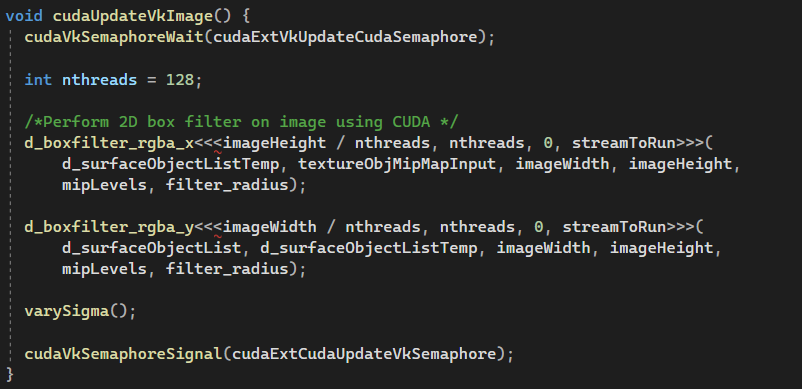 void cudaUpdateVkImage() {
cudaVkSemaphoreWait(cudaExtVkUpdateCudaSemaphore);
int nthreads = 128;
/*Perform 2D box filter on image using CUDA */
d_boxfilter_rgba_x<<<imageHeight / nthreads, nthreads, 0, streamToRun>>>(
d_surfaceObjectListTemp, textureObjMipMapInput, imageWidth, imageHeight,
mipLevels, filter_radius);
d_boxfilter_rgba_y<<<imageWidth / nthreads, nthreads, 0, streamToRun>>>(
d_surfaceObjectList, d_surfaceObjectListTemp, imageWidth, imageHeight,
mipLevels, filter_radius);
varySigma();
cudaVkSemaphoreSignal(cudaExtCudaUpdateVkSemaphore);
}